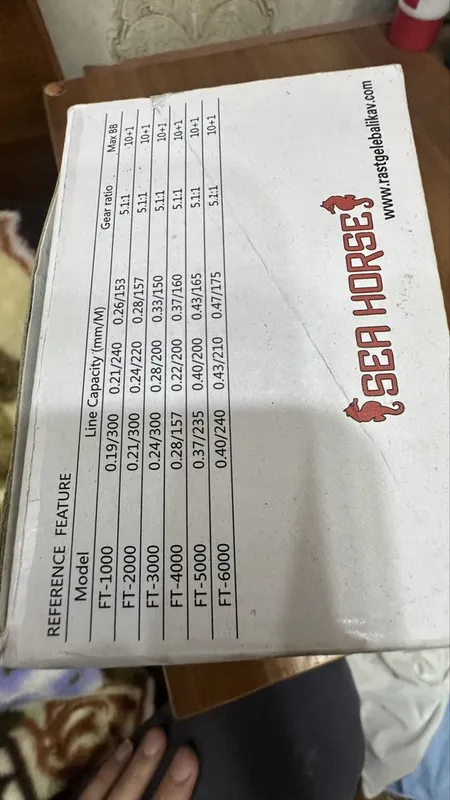 REFERENCE FEATURE
Model Line Capacity (mm/M) Gear ratio Max BB
FT-1000 0.19/300 0.21/240 0.26/153 5.1:1 10+1
FT-2000 0.21/300 0.24/220 0.28/157 5.1:1 10+1
FT-3000 0.24/300 0.28/200 0.33/150 5.1:1 10+1
FT-4000 0.28/157 0.22/200 0.37/160 5.1:1 10+1
FT-5000 0.37/235 0.40/200 0.43/165 5.1:1 10+1
FT-6000 0.40/240 0.43/210 0.47/175 5.1:1 10+1
SEA HORSE
www.rastgelebalikav.com